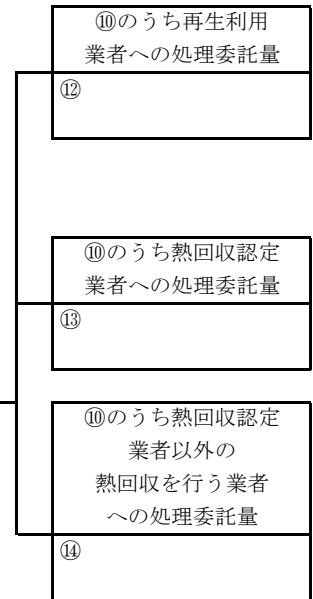 ⑩のうち再生利用
業者への処理委託量
⑫
⑩のうち熱回収認定
業者への処理委託量
⑬
⑩のうち熱回収認定
業者以外の
熱回収を行う業者
への処理委託量
⑭